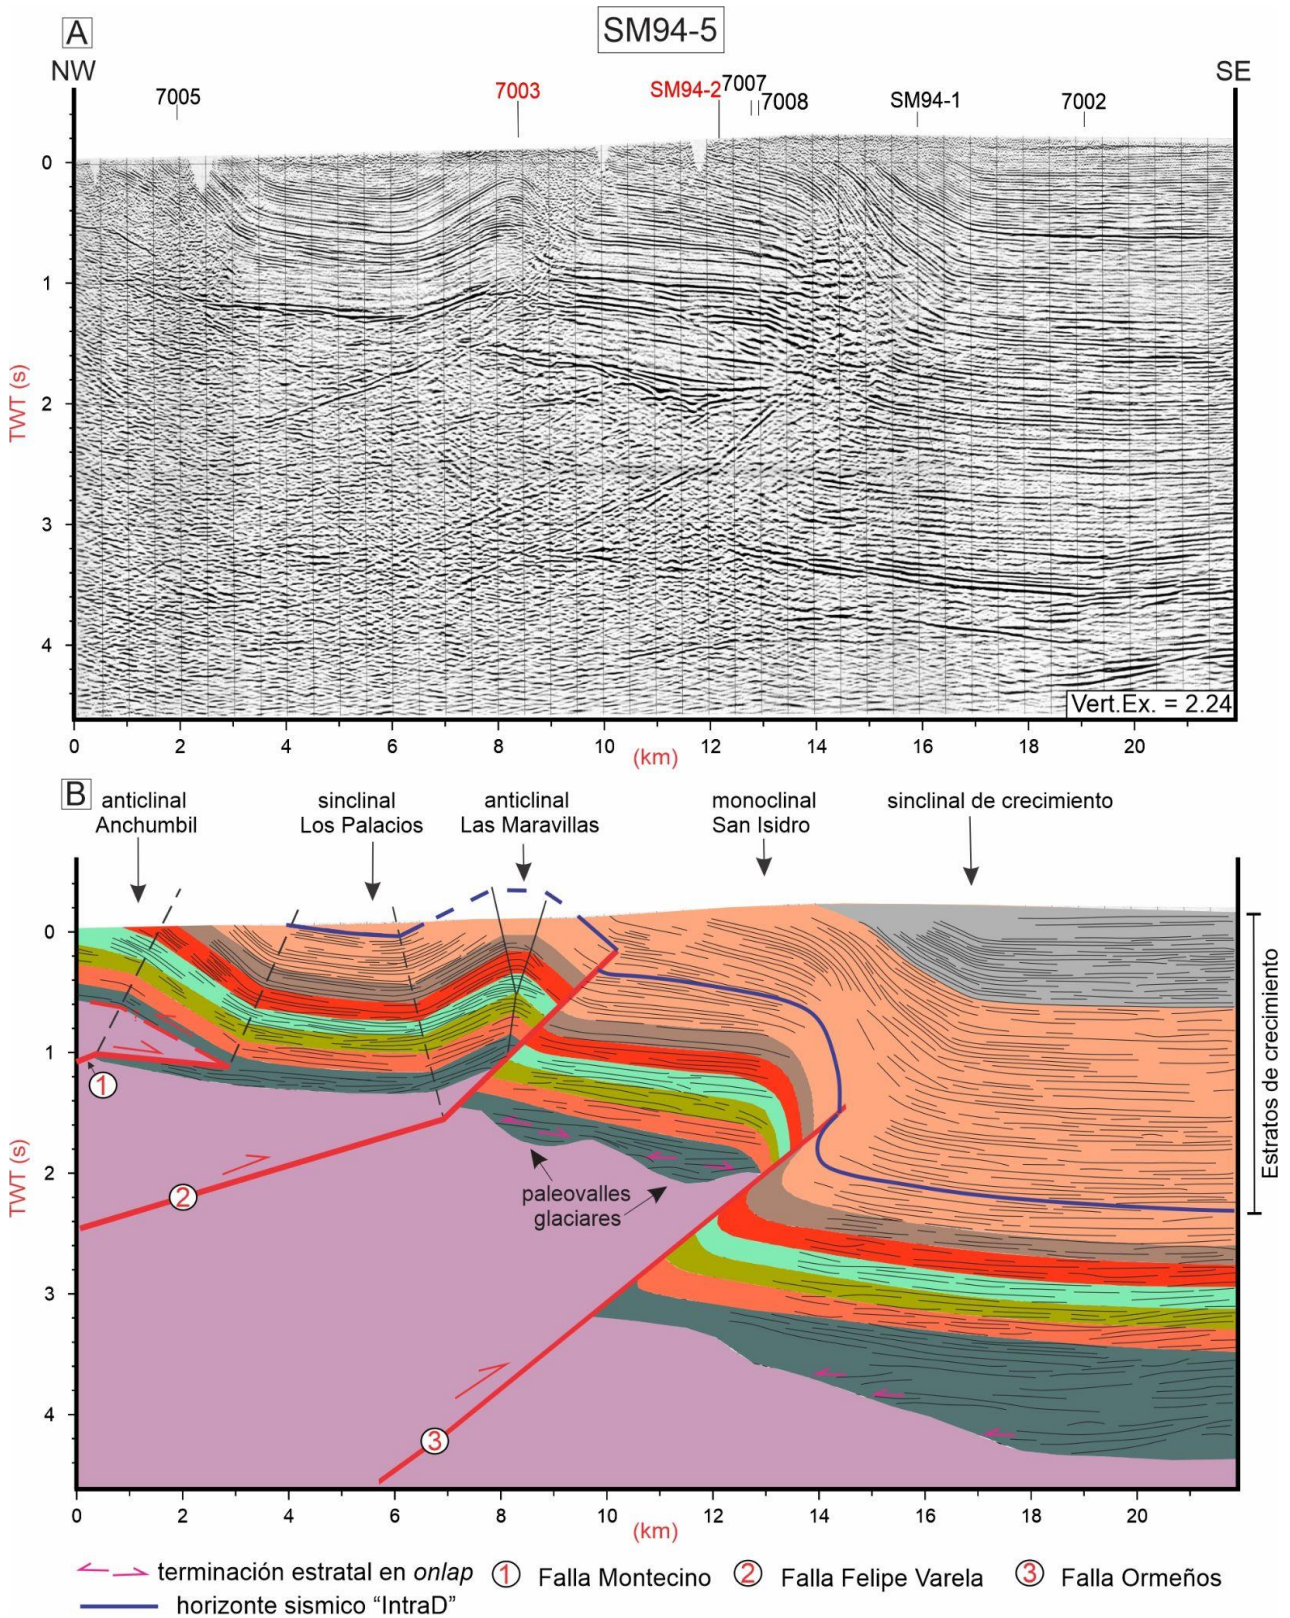 A
SM94-5
NW
SE
7005
7003
SM94-2
7007
7008
SM94-1
7002
0
1
2
3
4
TWT (s)
Vert.Ex. = 2.24
0 2 4 6 8 10 12 14 16 18 20
(km)
B
anticlinal
Anchumbil
sinclinal
Los Palacios
anticlinal
Las Maravillas
monoclinal
San Isidro
sinclinal de crecimiento
0
1
2
3
4
TWT (s)
1
2
3
paleovalles
glaciares
Estratos de crecimiento
0 2 4 6 8 10 12 14 16 18 20
(km)
terminación estratal en onlap
1 Falla Montecino
2 Falla Felipe Varela
3 Falla Ormeños
horizonte sismico “IntraD”